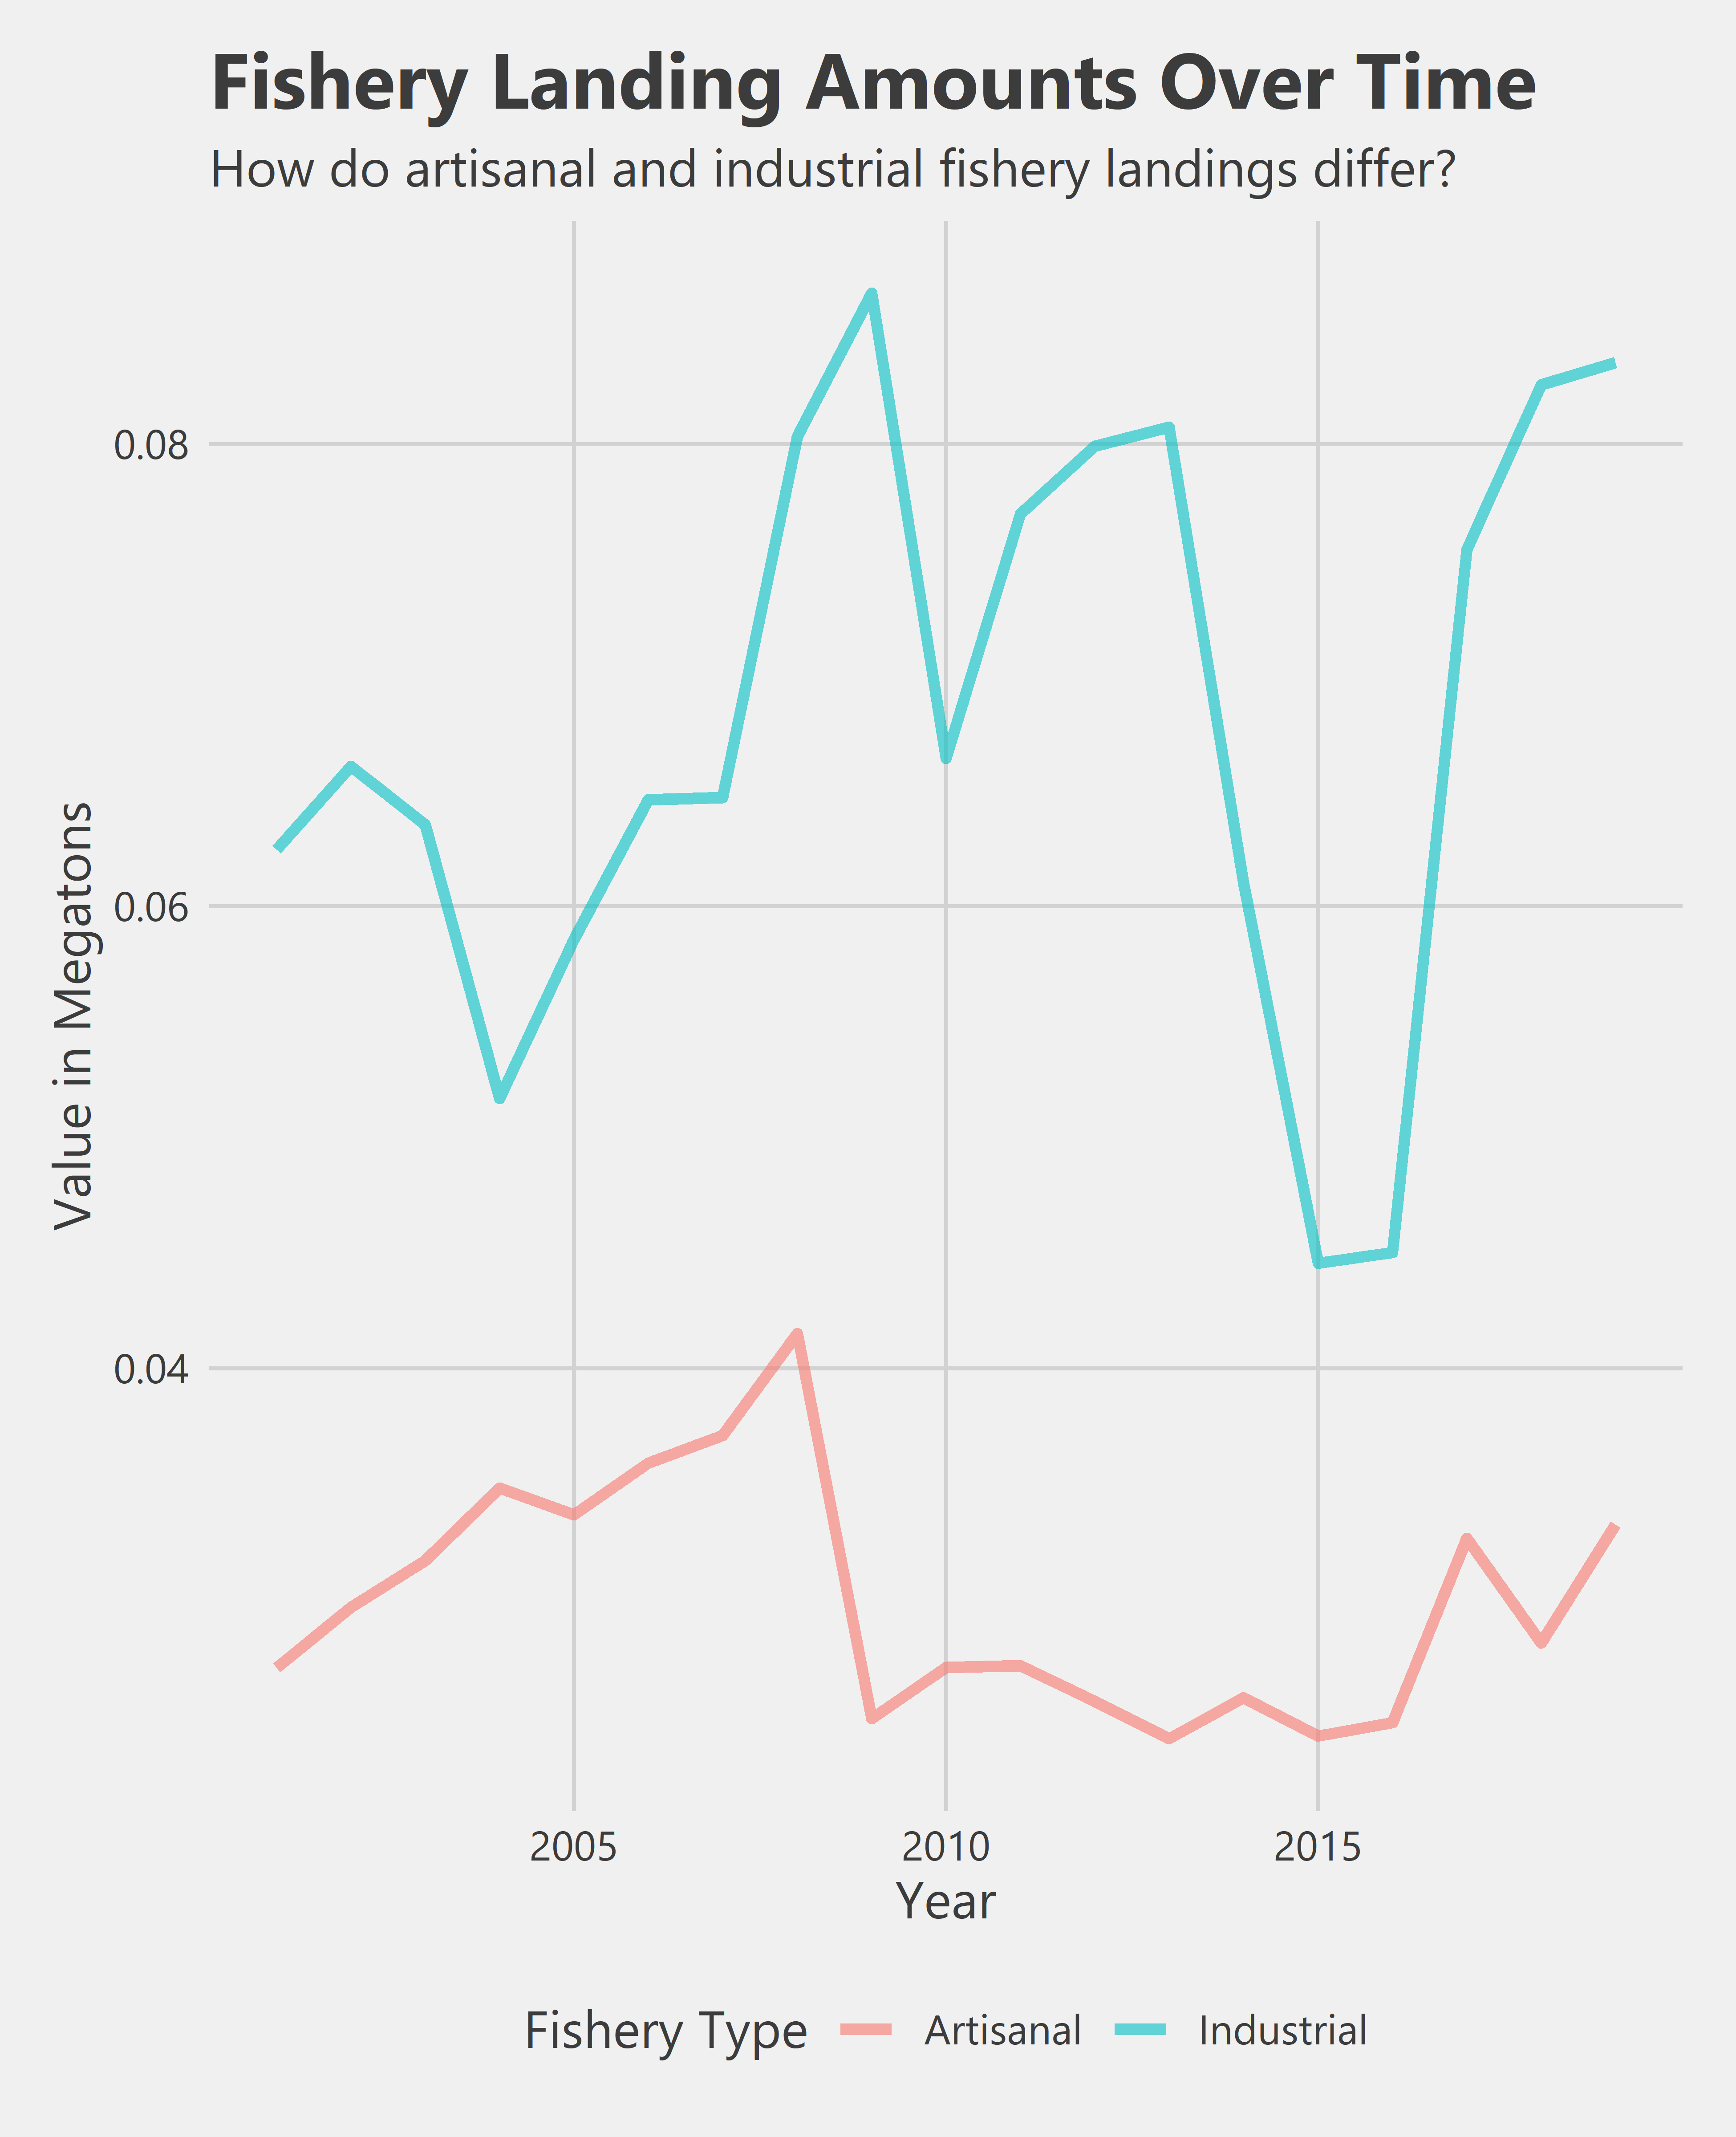 Fishery Landing Amounts Over Time
How do artisanal and industrial fishery landings differ?
Value in Megatons
0.08
0.06
0.04
2005 2010 2015
Year
Fishery Type Artisanal Industrial